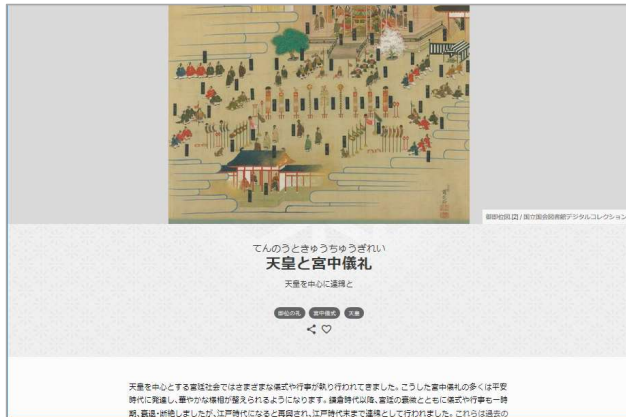 御即位図. [2] / 国立国会図書館デジタルコレクション
てんのうときゅうちゅうぎれい
天皇と宮中儀礼
天皇を中心に連綿と
即位の礼 宮中儀式 天皇
天皇を中心とする宮廷社会ではさまざまな儀式や行事が執り行われてきました。こうした宮中儀礼の多くは平安
時代に発達し、華やかな様相が整えられるようになります。鎌倉時代以降、宮廷の衰微とともに儀式や行事も一時
期、衰退・断絶しましたが、江戸時代になると再興され、江戸時代末まで連綿として行われました。これらは過去の